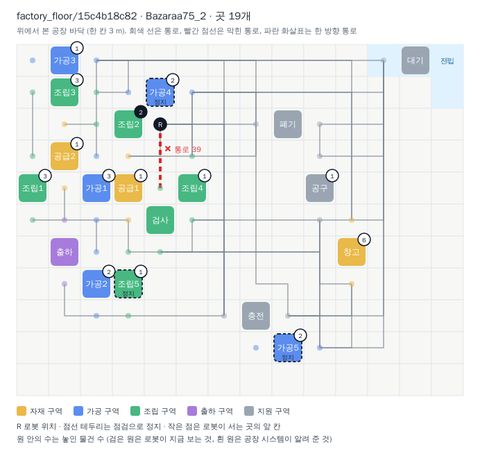 factory_floor/15c4b18c82 · Bazaraa75_2 · 곳 19개
위에서 본 공장 바닥 (한 칸 3 m). 회색 선은 통로, 빨간 점선은 막힌 통로, 파란 화살표는 한 방향 통로
가공3 1 대기 전립
조립3 3 가공4 2 정지
조립2 2 R 폐기
통로 39
공급2 1
조립1 3 가공1 3 공급1 1 조립4 1 공구 1
검사
출하 창고 6
가공2 2 조립5 1 정지
충전
가공5 2 정지
자재 구역 가공 구역 조립 구역 출하 구역 지원 구역
R 로봇 위치 · 점선 테두리는 점검으로 정지 · 작은 점은 로봇이 서는 곳의 앞 칸
원 안의 수는 놓인 물건 수 (검은 원은 로봇이 지금 보는 것, 흰 원은 공장 시스템이 알려 준 것)